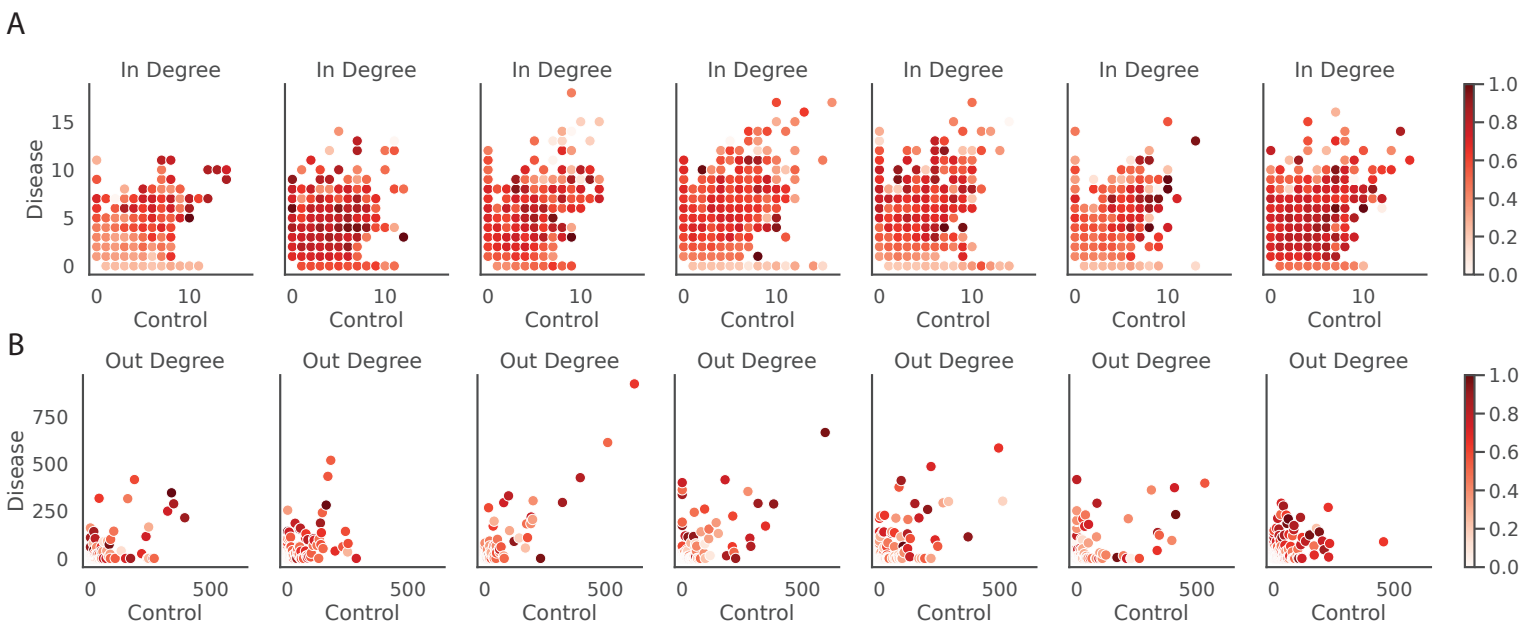 A
In Degree In Degree In Degree In Degree In Degree In Degree In Degree
Disease
15
10
5
0
0 10 0 10 0 10 0 10 0 10 0 10 0 10
Control Control Control Control Control Control Control
1.0
0.8
0.6
0.4
0.2
0.0
B
Out Degree Out Degree Out Degree Out Degree Out Degree Out Degree Out Degree
Disease
750
500
250
0
0 500 0 500 0 500 0 500 0 500 0 500 0 500
Control Control Control Control Control Control Control
1.0
0.8
0.6
0.4
0.2
0.0